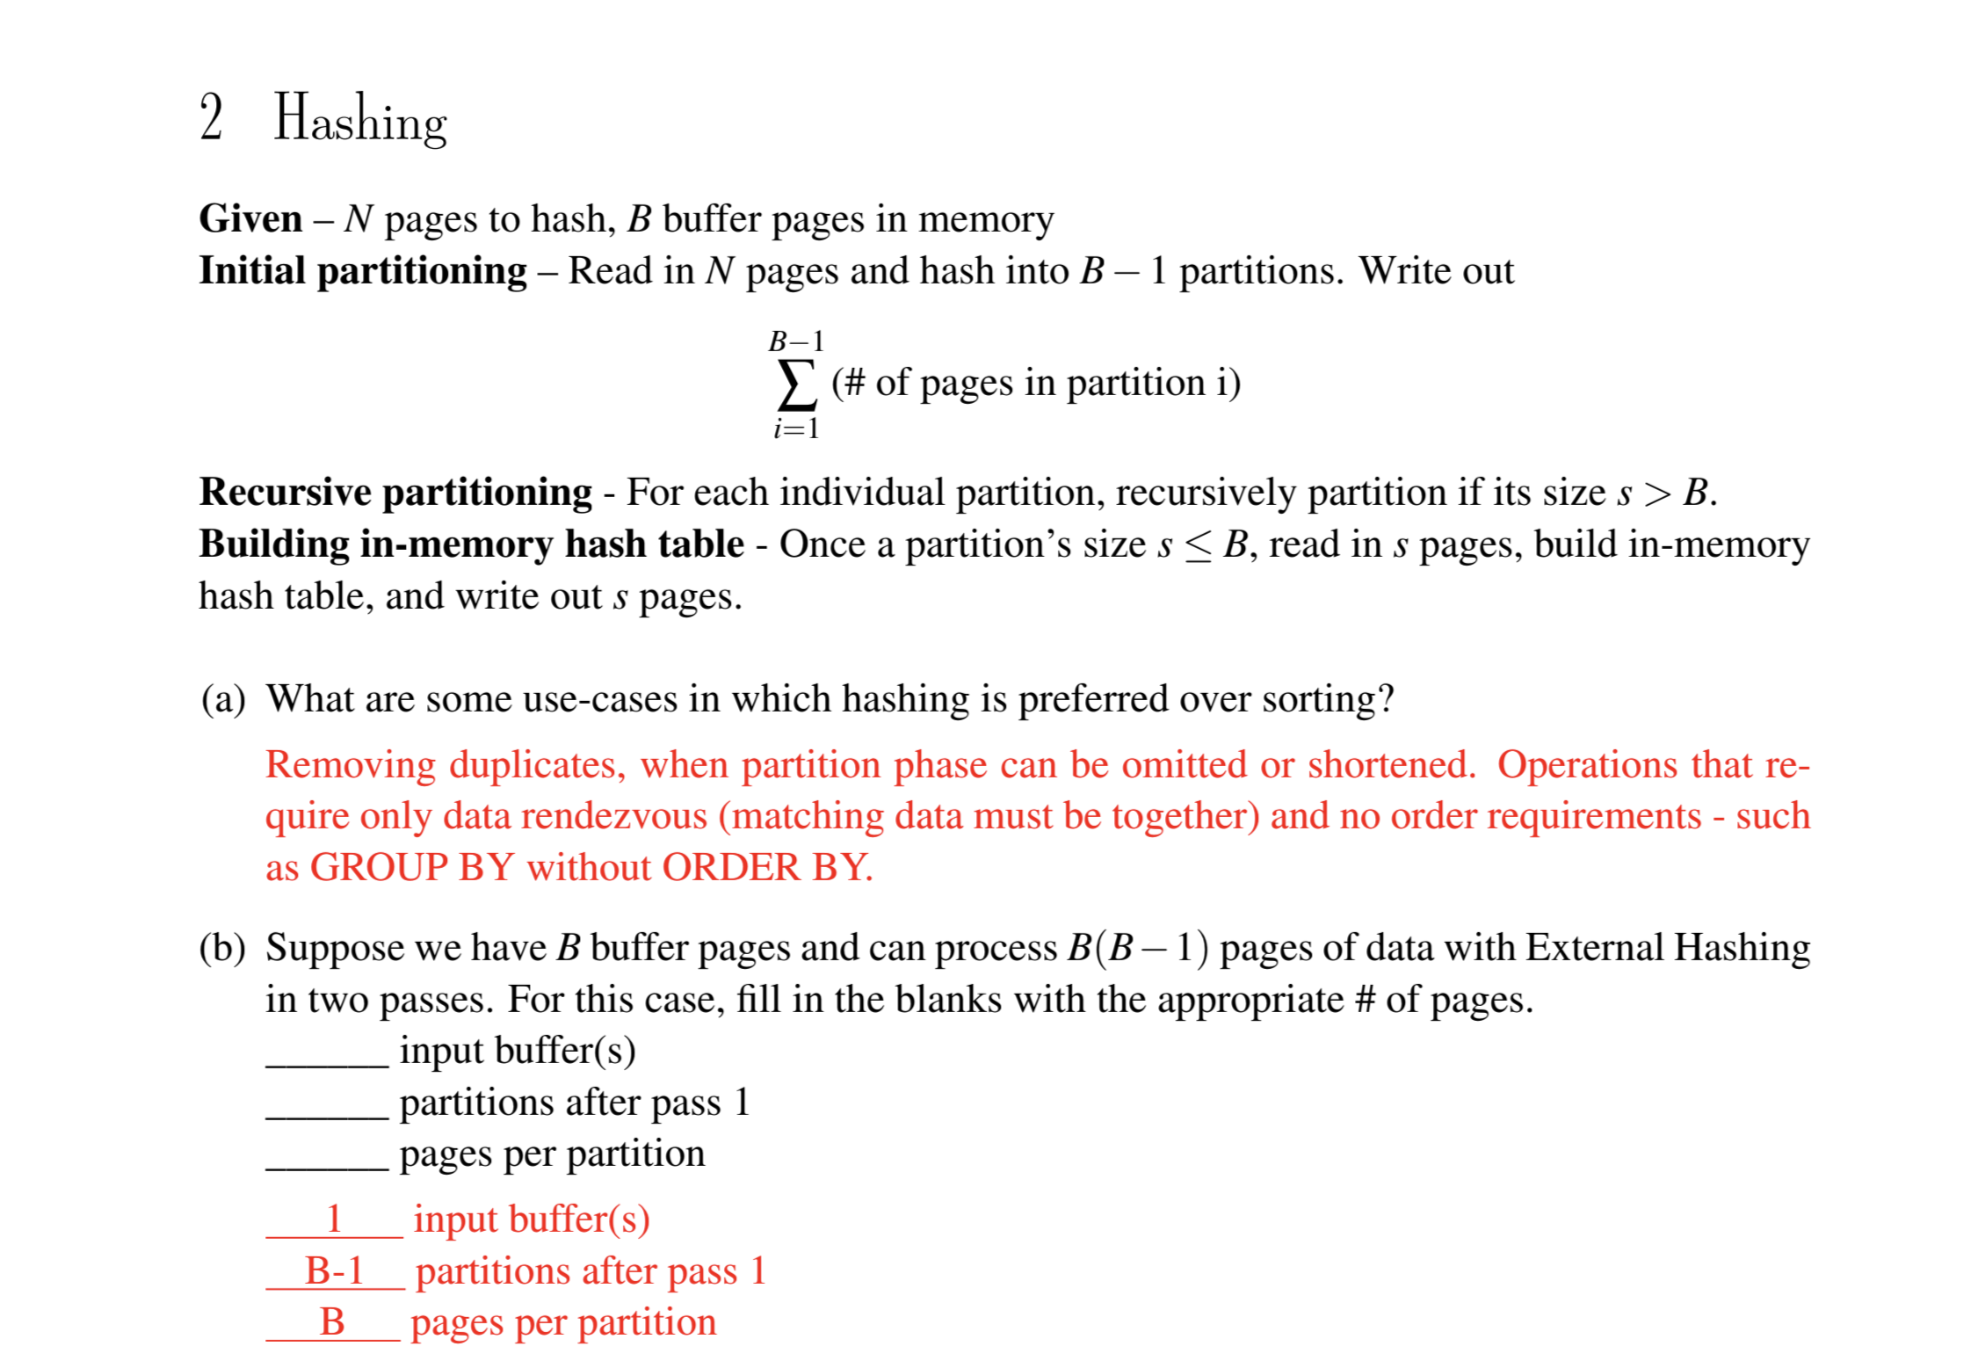 2 Hashing
Given – N pages to hash, B buffer pages in memory
Initial partitioning – Read in N pages and hash into B – 1 partitions. Write out
B−1
∑ (# of pages in partition i)
i=1
Recursive partitioning - For each individual partition, recursively partition if its size s > B.
Building in-memory hash table - Once a partition’s size s ≤ B, read in s pages, build in-memory
hash table, and write out s pages.
(a) What are some use-cases in which hashing is preferred over sorting?
Removing duplicates, when partition phase can be omitted or shortened. Operations that re-
quire only data rendezvous (matching data must be together) and no order requirements - such
as GROUP BY without ORDER BY.
(b) Suppose we have B buffer pages and can process B(B − 1) pages of data with External Hashing
in two passes. For this case, fill in the blanks with the appropriate # of pages.
______ input buffer(s)
______ partitions after pass 1
______ pages per partition
1 input buffer(s)
B-1 partitions after pass 1
B pages per partition